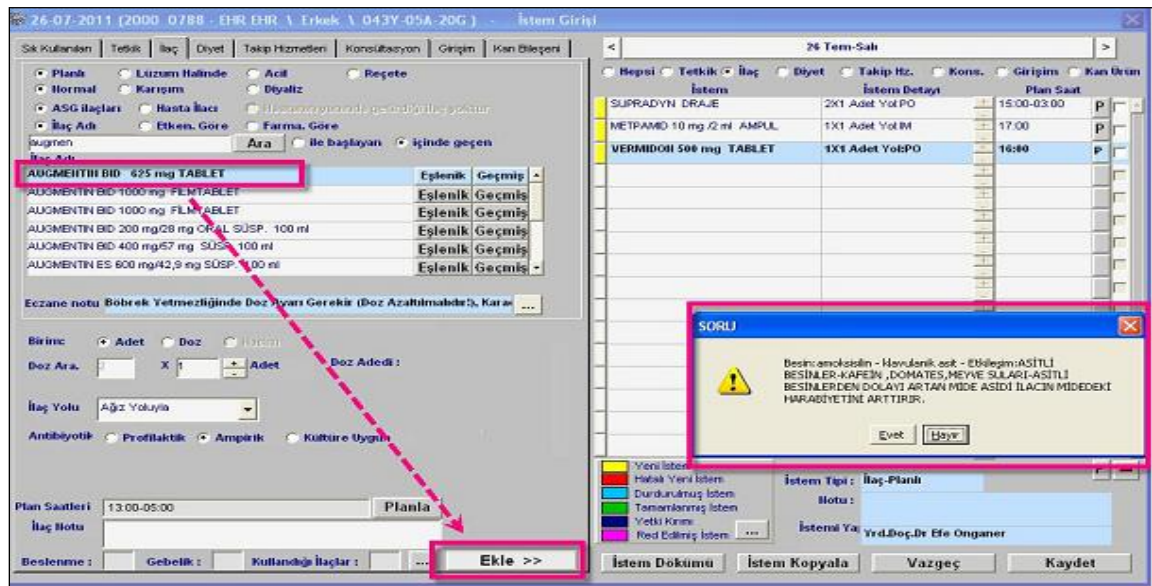 26-07-2011 (2000 0788 - EHR EHR \ Erkek \ 043Y-05A-20G ) - İstem Girişi
Sık Kullanılan Tetkik İlaç Diyet Takip Hizmetleri Konsültasyon Girişim Kan Bileşeni
Planlı Lüzum Halinde Acil Reçete
Normal Karışım Diyaliz
ASG ilaçları Hasta İlacı
İlaç Adı Etken. Göre Farma. Göre
augmen Ara ile başlayan içinde geçen
İlaç Adı
AUGMENTIN BID 625 mg TABLET Eşlenik Geçmiş
AUGMENTIN BID 1000 mg FİLMTABLET Eşlenik Geçmiş
AUGMENTIN BID 1000 mg FİLMTABLET Eşlenik Geçmiş
AUGMENTIN BID 200 mg/28 mg ORAL SÜSP. 100 ml Eşlenik Geçmiş
AUGMENTIN BID 400 mg/57 mg SÜSP. 100 ml Eşlenik Geçmiş
AUGMENTIN ES 600 mg/42,9 mg SÜSP. 100 ml Eşlenik Geçmiş
Eczane notu Böbrek Yetmezliğinde Doz Ayarı Gerekir (Doz Azaltılmalıdır!), Kara ...
Birim: Adet Doz
Doz Ara. X 1 Adet Doz Adedi :
İlaç Yolu Ağız Yoluyla
Antibiyotik Profilaktik Ampirik Kültüre Uygun
Plan Saatleri 13:00-05:00 Planla
İlaç Notu
Beslenme : Gebelik : Kullandığı İlaçlar : ... Ekle >>
< 26 Tem-Salı >
Hepsi Tetkik İlaç Diyet Takip Hz. Kons. Girişim Kan Ürün
İstem İstem Detayı Plan Saat
SUPRADYN DRAJE 2X1 Adet Yol:PO 15:00-03:00 P
METPAMID 10 mg /2 ml AMPUL 1X1 Adet Yol:IM 17:00 P
VERMIDON 500 mg TABLET 1X1 Adet Yol:PO 16:00 P
SORU
Besin: amoksisilin - klavulanik asit - Etkileşim:ASİTLİ
BESİNLER-KAFEİN ,DOMATES,MEYVE SULARI-ASİTLİ
BESİNLERDEN DOLAYI ARTAN MİDE ASİDİ İLACIN MİDEDEKİ
HARABİYETİNİ ARTTIRIR.
Evet Hayır
Yeni İstem
Hatalı Yeni İstem
Durdurulmuş İstem
Tamamlanmış İstem
Yetki Kırımı
Red Edilmiş İstem ...
İstem Tipi : İlaç-Planlı
Notu :
İstemi Ya Yrd.Doç.Dr Efe Onganer
İstem Dökümü İstem Kopyala Vazgeç Kaydet